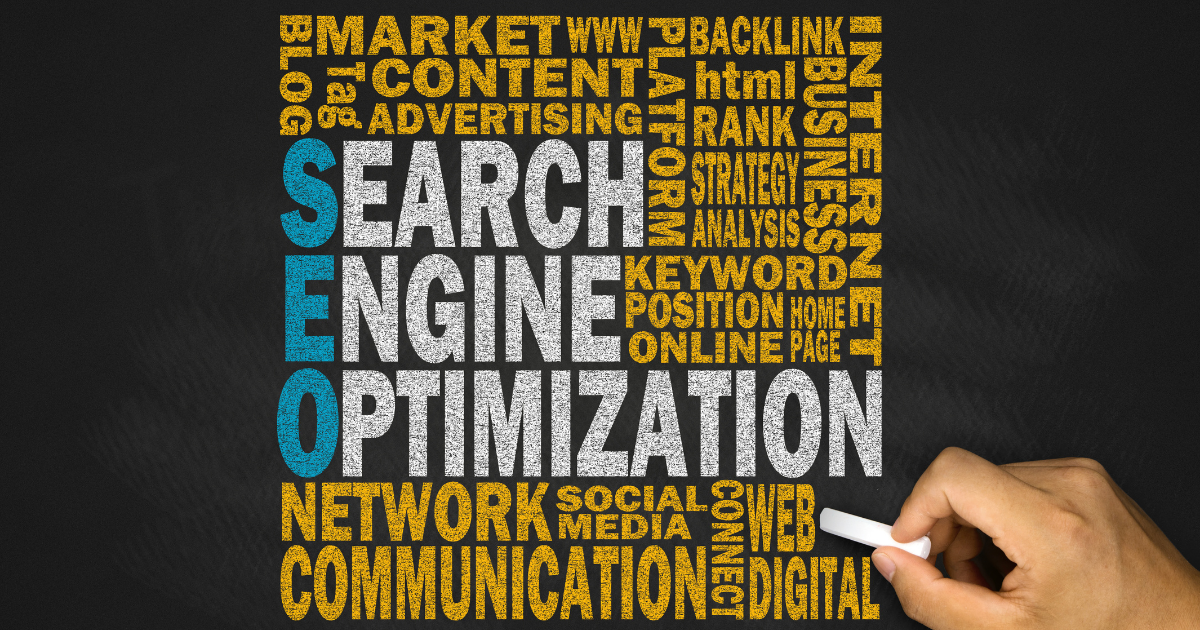 BLOG
MARKET
WWW
PLATFORM
BACKLINK
INTERNET
Tag
CONTENT
html
BUSINESS
ADVERTISING
RANK
SEARCH
STRATEGY
ANALYSIS
ENGINE
KEYWORD
POSITION
HOME
PAGE
ONLINE
OPTIMIZATION
NETWORK
SOCIAL
MEDIA
CONNECT
WEB
COMMUNICATION
DIGITAL